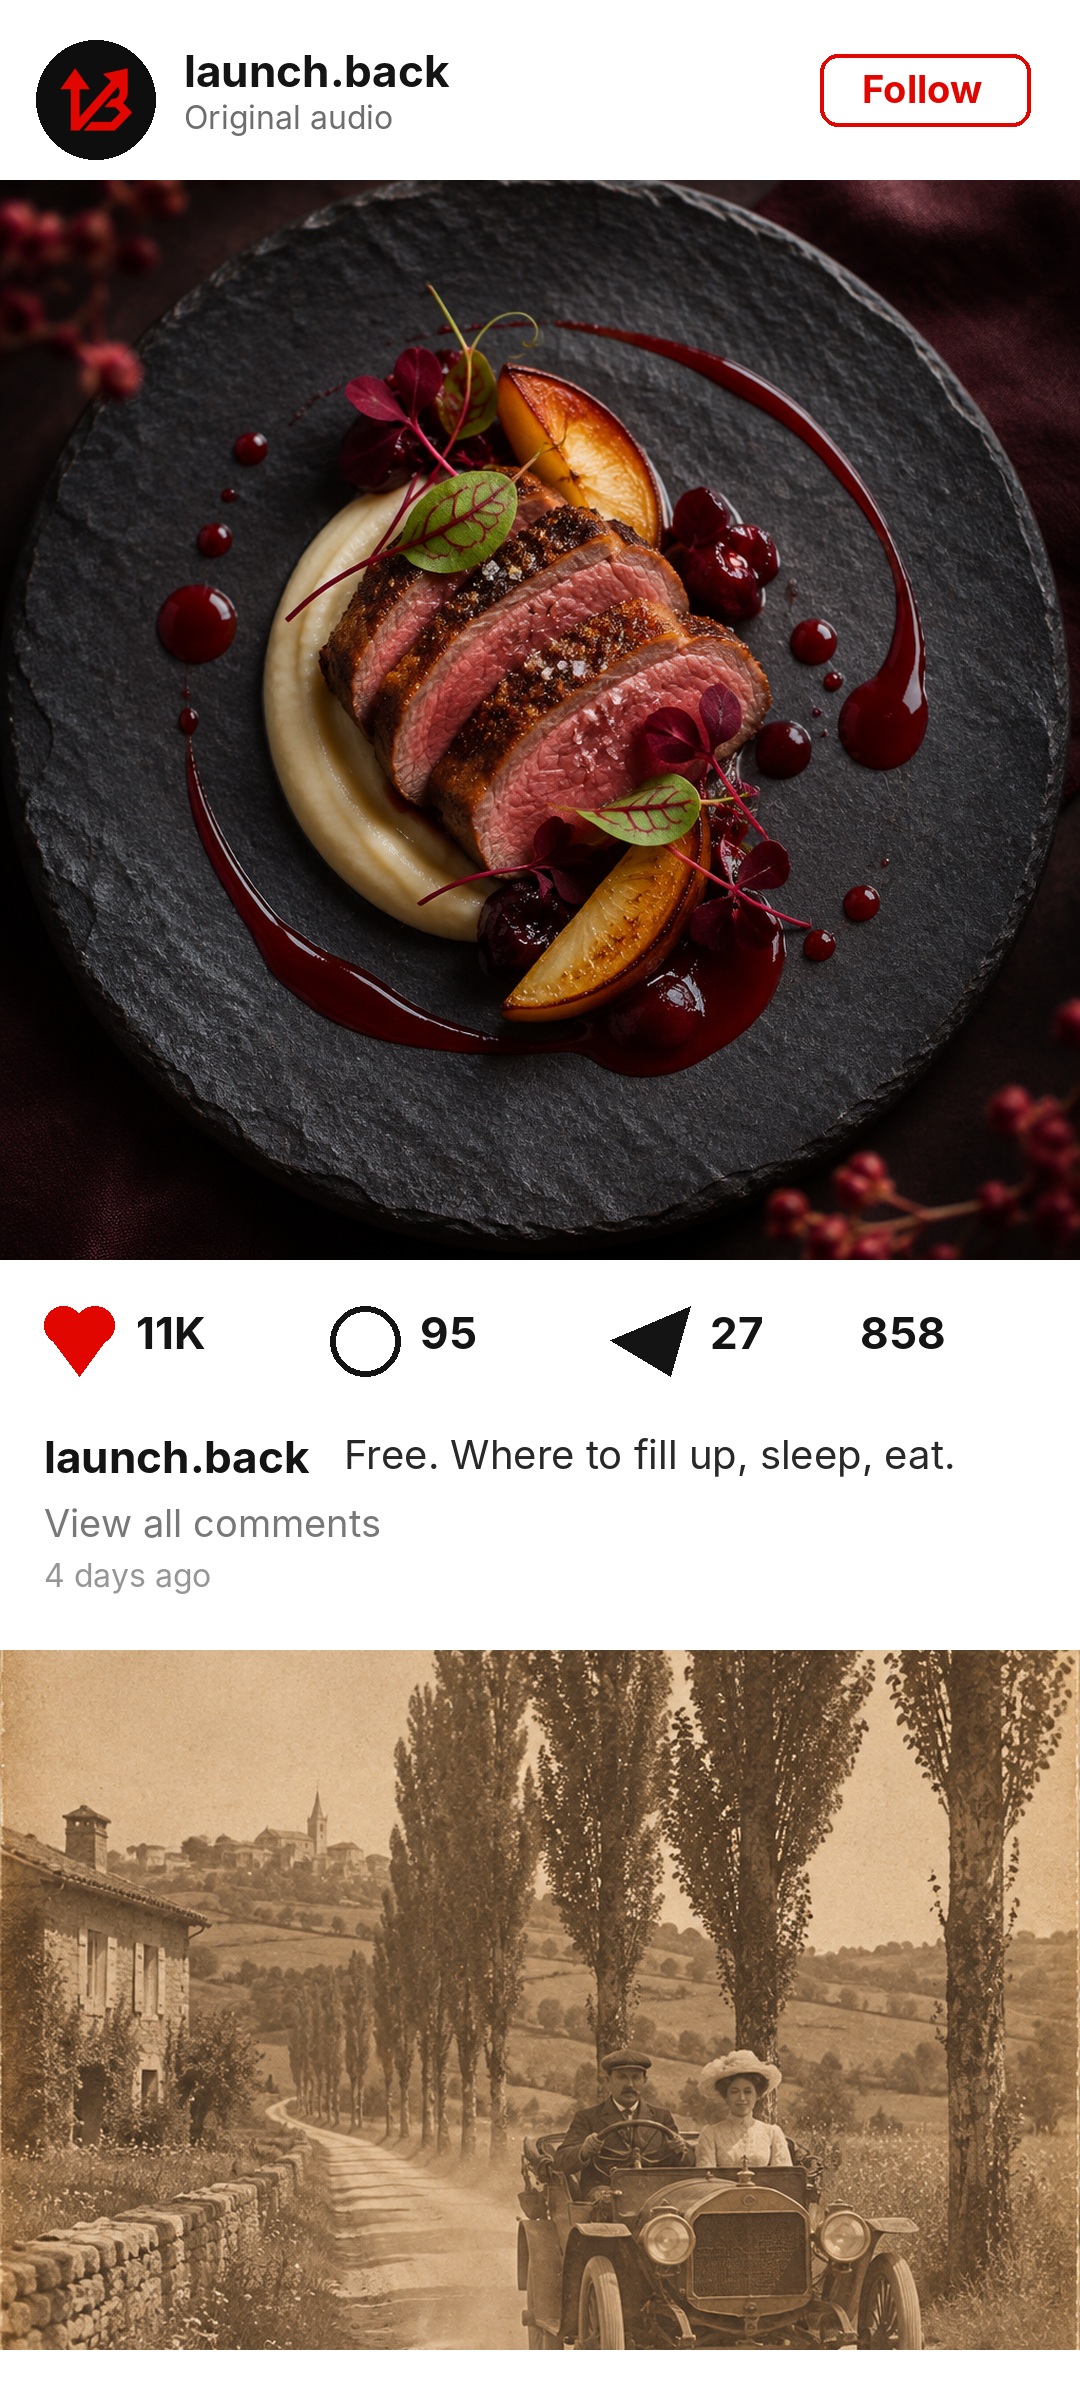 launch.back
Original audio
Follow
11K 95 27 858
launch.back Free. Where to fill up, sleep, eat.
View all comments
4 days ago